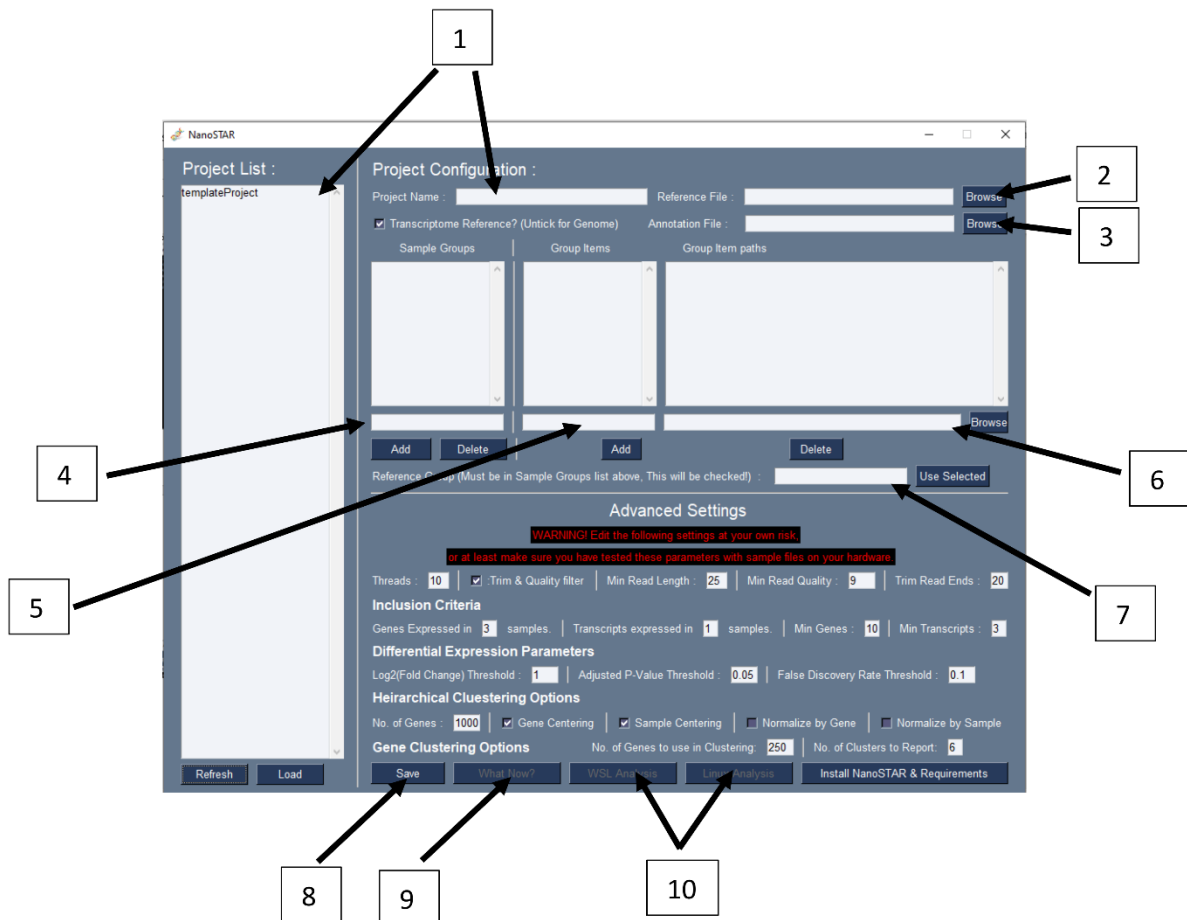 1
NanoSTAR
Project List :
Project Configuration :
templateProject
Project Name :
Reference File :
Browse
2
Transcriptome Reference? (Untick for Genome)
Annotation File :
Browse
3
Sample Groups
Group Items
Group Item paths
Browse
4
Add
Delete
Add
Delete
6
Reference Group (Must be in Sample Groups list above, This will be checked!) :
Use Selected
Advanced Settings
WARNING! Edit the following settings at your own risk,
or at least make sure you have tested these parameters with sample files on your hardware.
Threads : 10
:Trim & Quality filter
Min Read Length : 25
Min Read Quality : 9
Trim Read Ends : 20
5
7
Inclusion Criteria
Genes Expressed in 3 samples.
Transcripts expressed in 1 samples.
Min Genes : 10
Min Transcripts : 3
Differential Expression Parameters
Log2(Fold Change) Threshold : 1
Adjusted P-Value Threshold : 0.05
False Discovery Rate Threshold : 0.1
Heirarchical Cluestering Options
No. of Genes : 1000
Gene Centering
Sample Centering
Normalize by Gene
Normalize by Sample
Gene Clustering Options
No. of Genes to use in Clustering: 250
No. of Clusters to Report: 6
Refresh
Load
Save
What Now?
WSL Analysis
Linux Analysis
Install NanoSTAR & Requirements
8
9
10